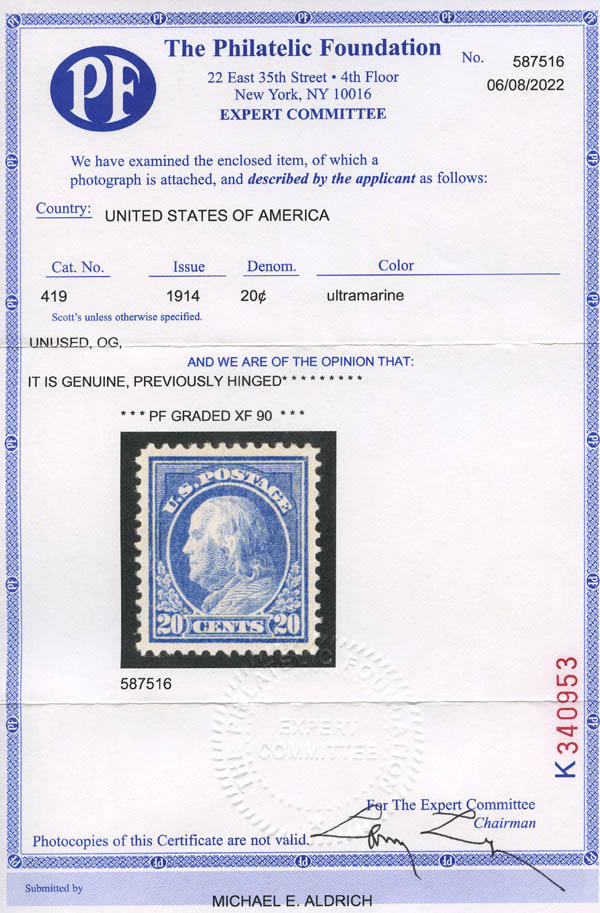 PF
The Philatelic Foundation
22 East 35th Street • 4th Floor
New York, NY 10016
EXPERT COMMITTEE
No. 587516
06/08/2022
We have examined the enclosed item, of which a
photograph is attached, and described by the applicant as follows:
Country: UNITED STATES OF AMERICA
Cat. No. Issue Denom. Color
419 1914 20¢ ultramarine
Scott's unless otherwise specified.
UNUSED, OG,
AND WE ARE OF THE OPINION THAT:
IT IS GENUINE, PREVIOUSLY HINGED* * * * * * * * *
* * * PF GRADED XF 90 * * *
U.S. POSTAGE
20 CENTS 20
587516
THE PHILATELIC FOUNDATION
EXPERT
COMMITTEE
K 340953
For The Expert Committee
Chairman
Photocopies of this Certificate are not valid.
Submitted by
MICHAEL E. ALDRICH